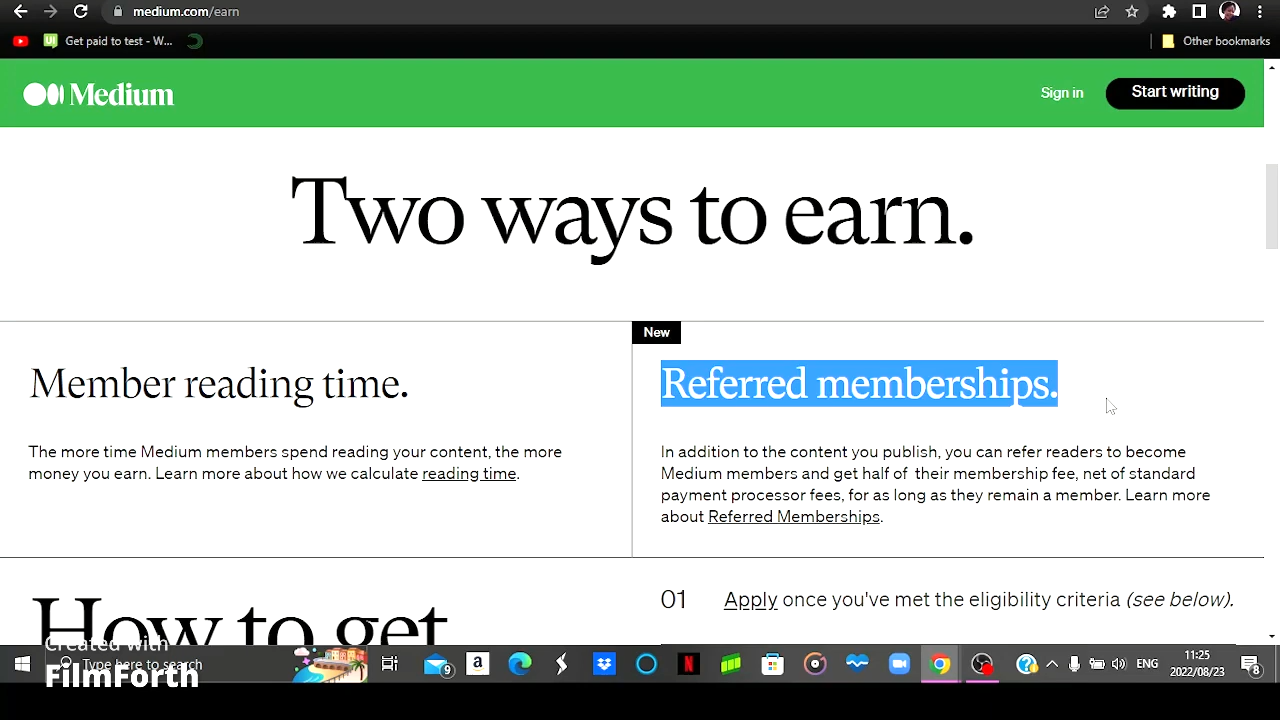 medium.com/earn
UI Get paid to test - W...
Other bookmarks
Medium
Sign in
Start writing
Two ways to earn.
New
Member reading time.
The more time Medium members spend reading your content, the more
money you earn. Learn more about how we calculate reading time.
Referred memberships.
In addition to the content you publish, you can refer readers to become
Medium members and get half of their membership fee, net of standard
payment processor fees, for as long as they remain a member. Learn more
about Referred Memberships.
How to get
01 Apply once you've met the eligibility criteria (see below).
Created with
FilmForth
Type here to search
9
a
N
ENG
11:25
2022/08/23
8